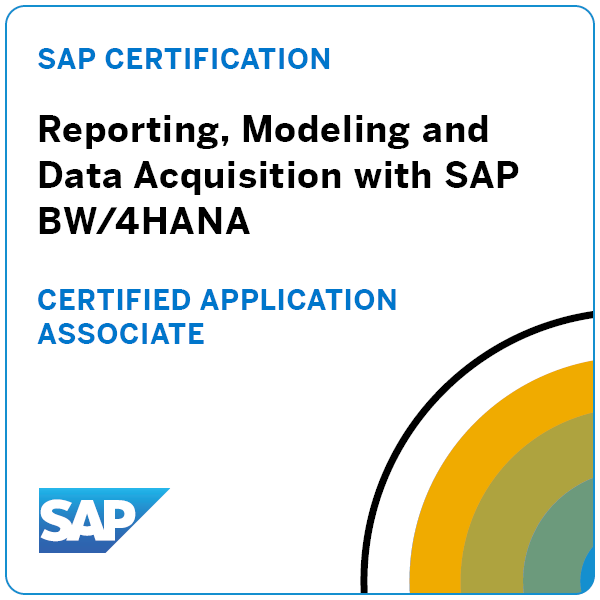 SAP CERTIFICATION
Reporting, Modeling and
Data Acquisition with SAP
BW/4HANA
CERTIFIED APPLICATION
ASSOCIATE
SAP